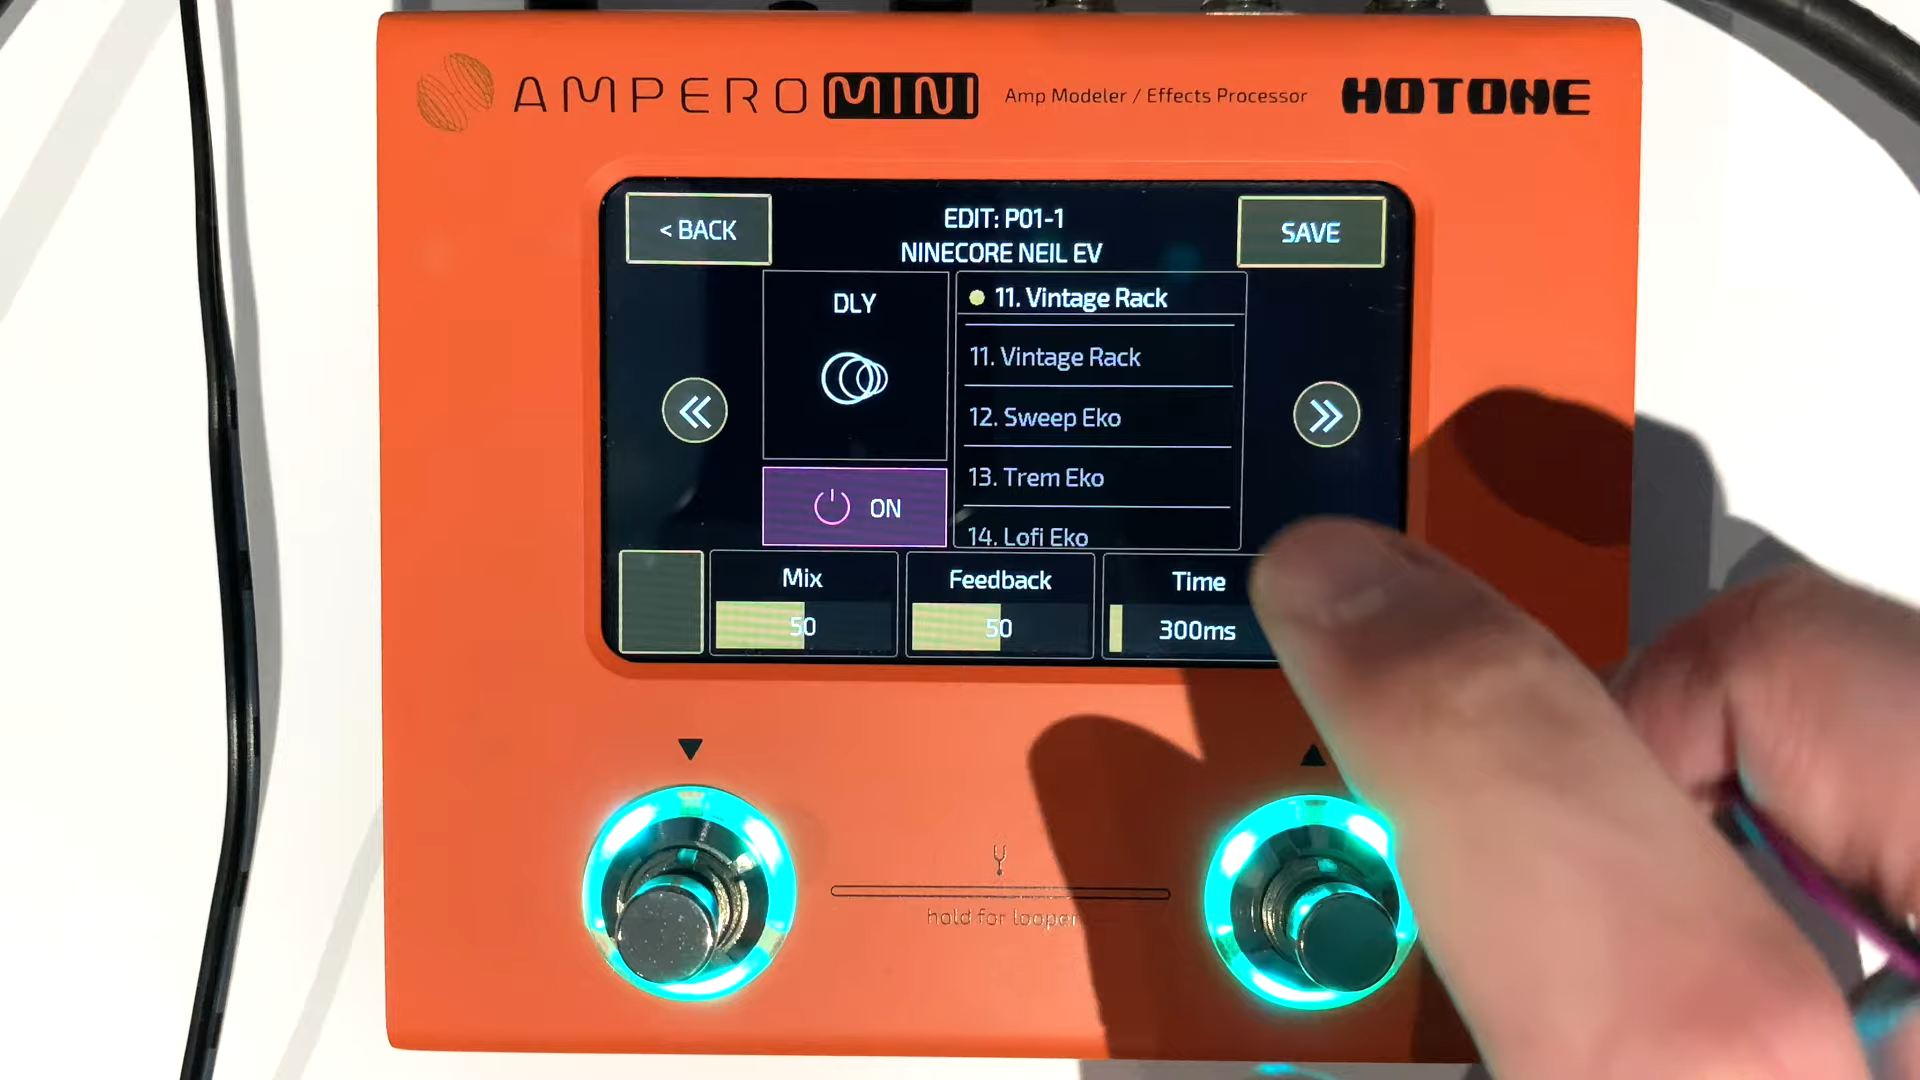 AMPERO MINI Amp Modeler / Effects Processor HOTONE
< BACK
EDIT: P01-1
NINECORE NEIL EV
SAVE
DLY
ON
11. Vintage Rack
11. Vintage Rack
12. Sweep Eko
13. Trem Eko
14. Lofi Eko
Mix
50
Feedback
50
Time
300ms
hold for looper